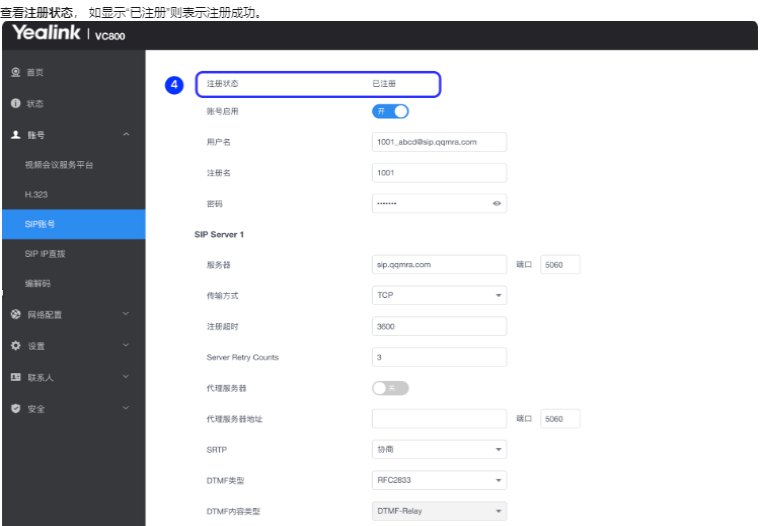 查看注册状态， 如显示“已注册”则表示注册成功。
Yealink | VC800
首页
4 注册状态 已注册
状态
账号启用 开
账号
用户名 1001_abcd@sip.qqmra.com
视频会议服务平台
注册名 1001
H.323
密码 •••••••
SIP账号
SIP Server 1
SIP IP直拨
服务器 sip.qqmra.com 端口 5060
编解码
传输方式 TCP
网络配置
注册超时 3600
设置
Server Retry Counts 3
联系人
代理服务器 关
安全
代理服务器地址 端口 5060
SRTP 协商
DTMF类型 RFC2833
DTMF内容类型 DTMF-Relay